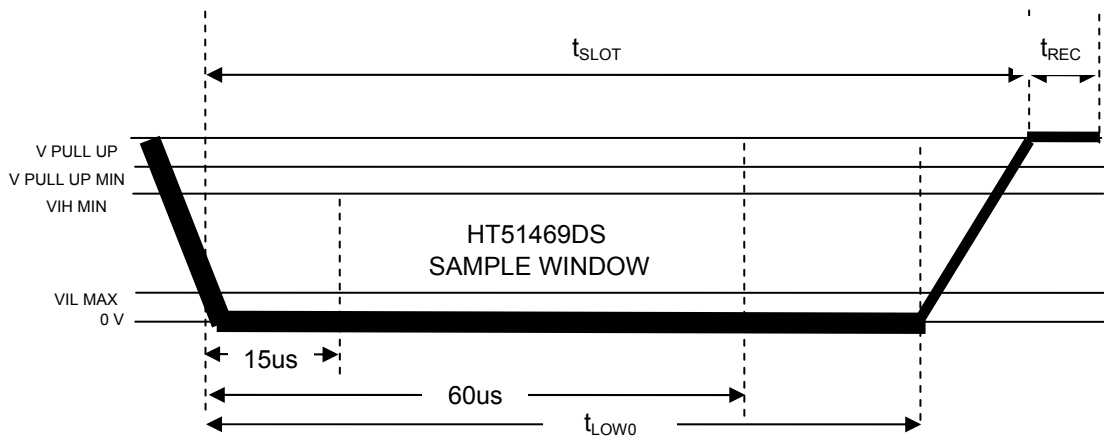 tSLOT
tREC
V PULL UP
V PULL UP MIN
VIH MIN
HT51469DS
SAMPLE WINDOW
VIL MAX
0 V
15us
60us
tLOW0